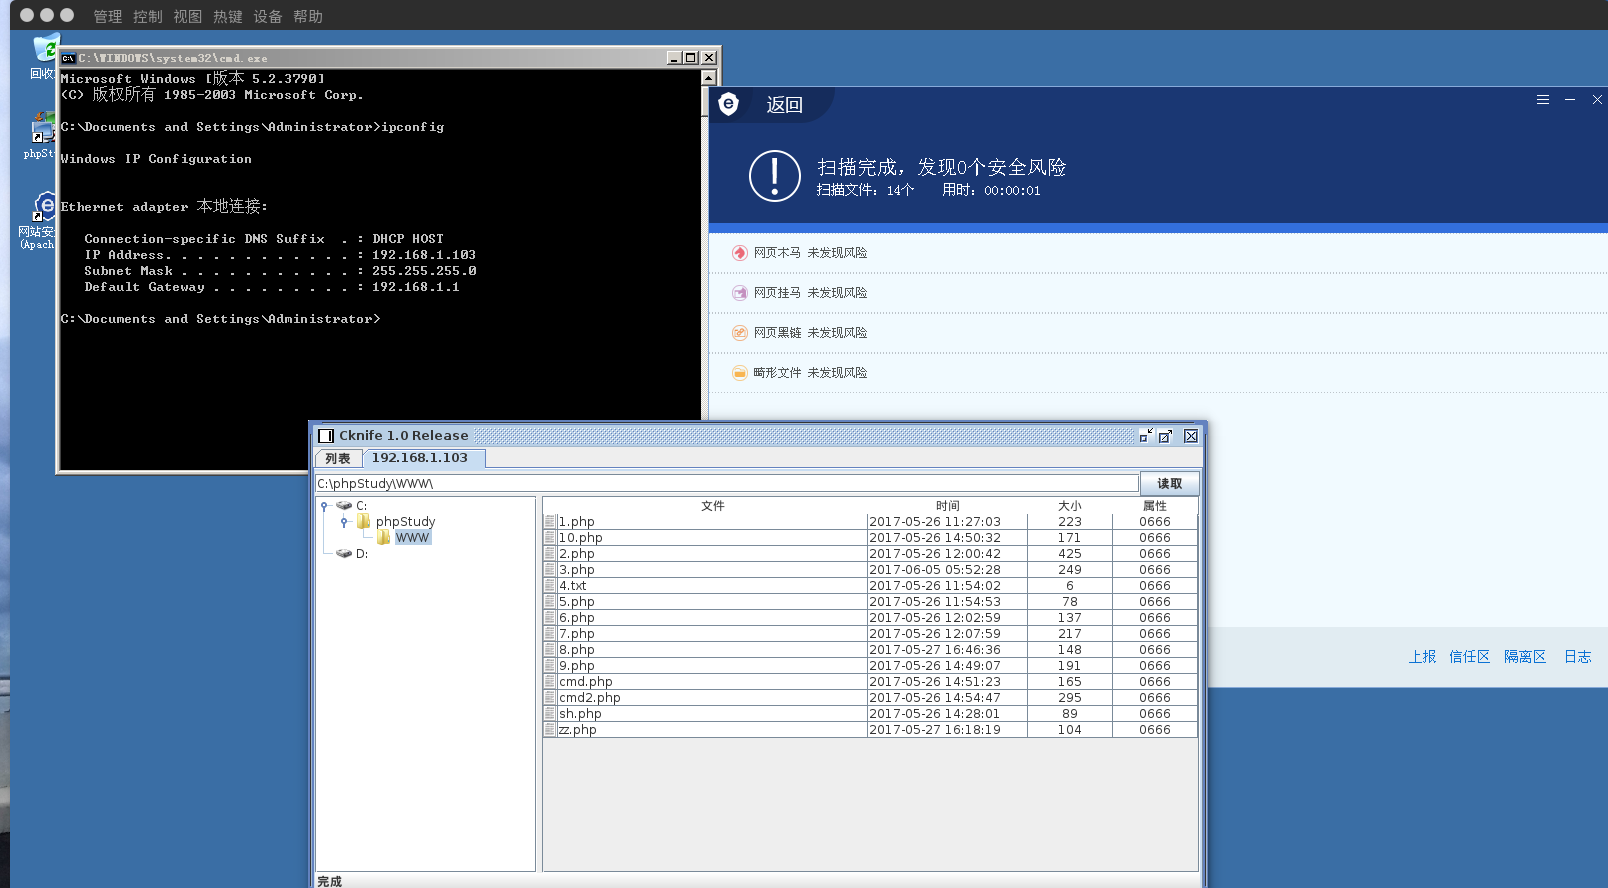 管理 控制 视图 热键 设备 帮助
回收
phpSt
网站安
(Apach
C:\WINDOWS\system32\cmd.exe
Microsoft Windows [版本 5.2.3790]
(C) 版权所有 1985-2003 Microsoft Corp.
C:\Documents and Settings\Administrator>ipconfig
Windows IP Configuration
Ethernet adapter 本地连接:
Connection-specific DNS Suffix . : DHCP HOST
IP Address. . . . . . . . . . . . : 192.168.1.103
Subnet Mask . . . . . . . . . . . : 255.255.255.0
Default Gateway . . . . . . . . . : 192.168.1.1
C:\Documents and Settings\Administrator>
返回
扫描完成，发现0个安全风险
扫描文件：14个 用时：00:00:01
网页木马 未发现风险
网页挂马 未发现风险
网页黑链 未发现风险
畸形文件 未发现风险
上报 信任区 隔离区 日志
Cknife 1.0 Release
列表 192.168.1.103
C:\phpStudy\WWW\ 读取
C:
phpStudy
WWW
D:
文件 时间 大小 属性
1.php 2017-05-26 11:27:03 223 0666
10.php 2017-05-26 14:50:32 171 0666
2.php 2017-05-26 12:00:42 425 0666
3.php 2017-06-05 05:52:28 249 0666
4.txt 2017-05-26 11:54:02 6 0666
5.php 2017-05-26 11:54:53 78 0666
6.php 2017-05-26 12:02:59 137 0666
7.php 2017-05-26 12:07:59 217 0666
8.php 2017-05-27 16:46:36 148 0666
9.php 2017-05-26 14:49:07 191 0666
cmd.php 2017-05-26 14:51:23 165 0666
cmd2.php 2017-05-26 14:54:47 295 0666
sh.php 2017-05-26 14:28:01 89 0666
zz.php 2017-05-27 16:18:19 104 0666
完成